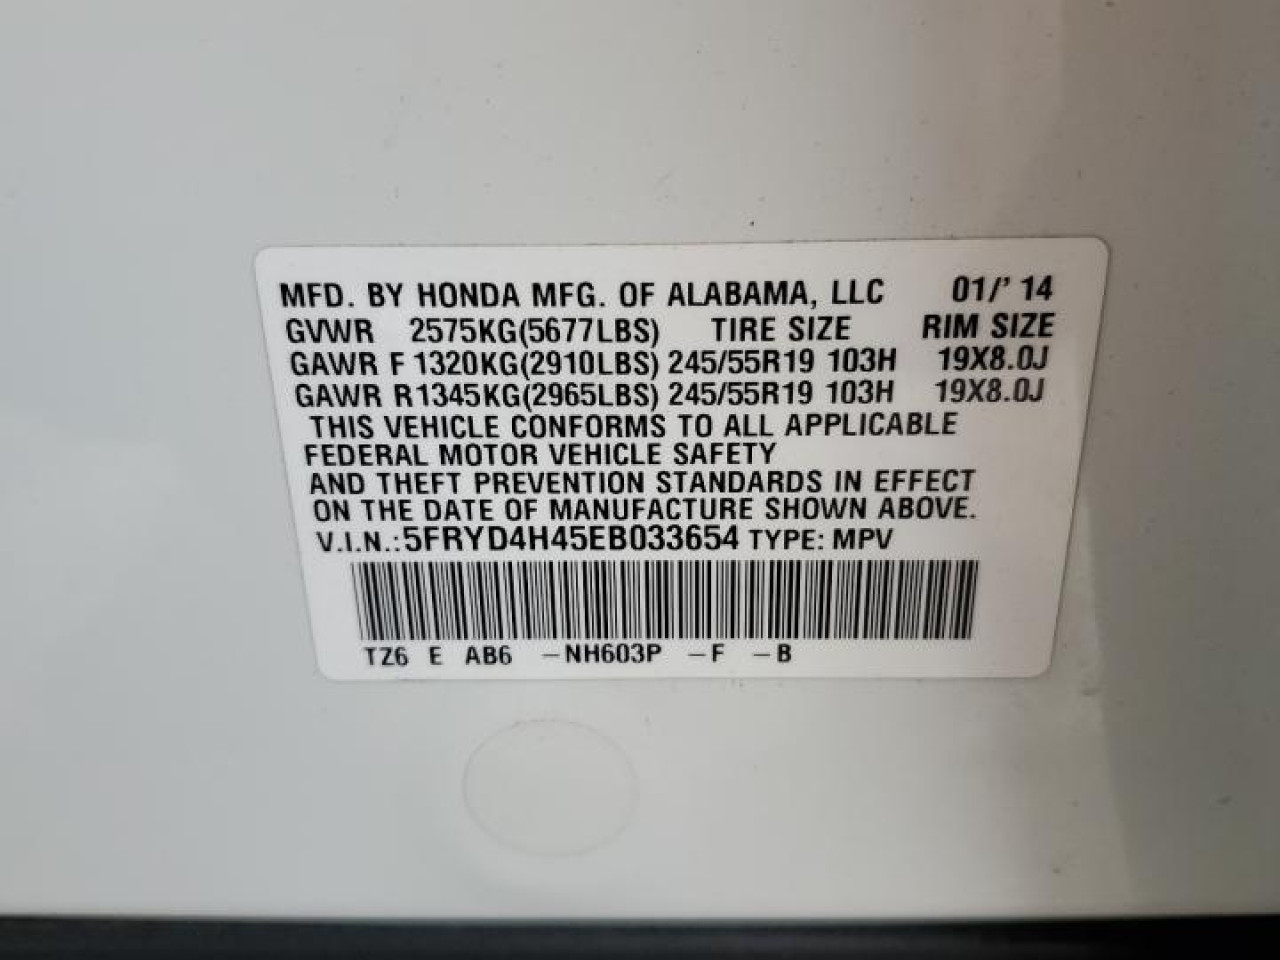 MFD. BY HONDA MFG. OF ALABAMA, LLC 01/' 14
GVWR 2575KG(5677LBS) TIRE SIZE RIM SIZE
GAWR F 1320KG(2910LBS) 245/55R19 103H 19X8.0J
GAWR R1345KG(2965LBS) 245/55R19 103H 19X8.0J
THIS VEHICLE CONFORMS TO ALL APPLICABLE
FEDERAL MOTOR VEHICLE SAFETY
AND THEFT PREVENTION STANDARDS IN EFFECT
ON THE DATE OF MANUFACTURE SHOWN ABOVE.
V.I.N.:5FRYD4H45EB033654 TYPE: MPV
TZ6 E AB6 -NH603P -F -B